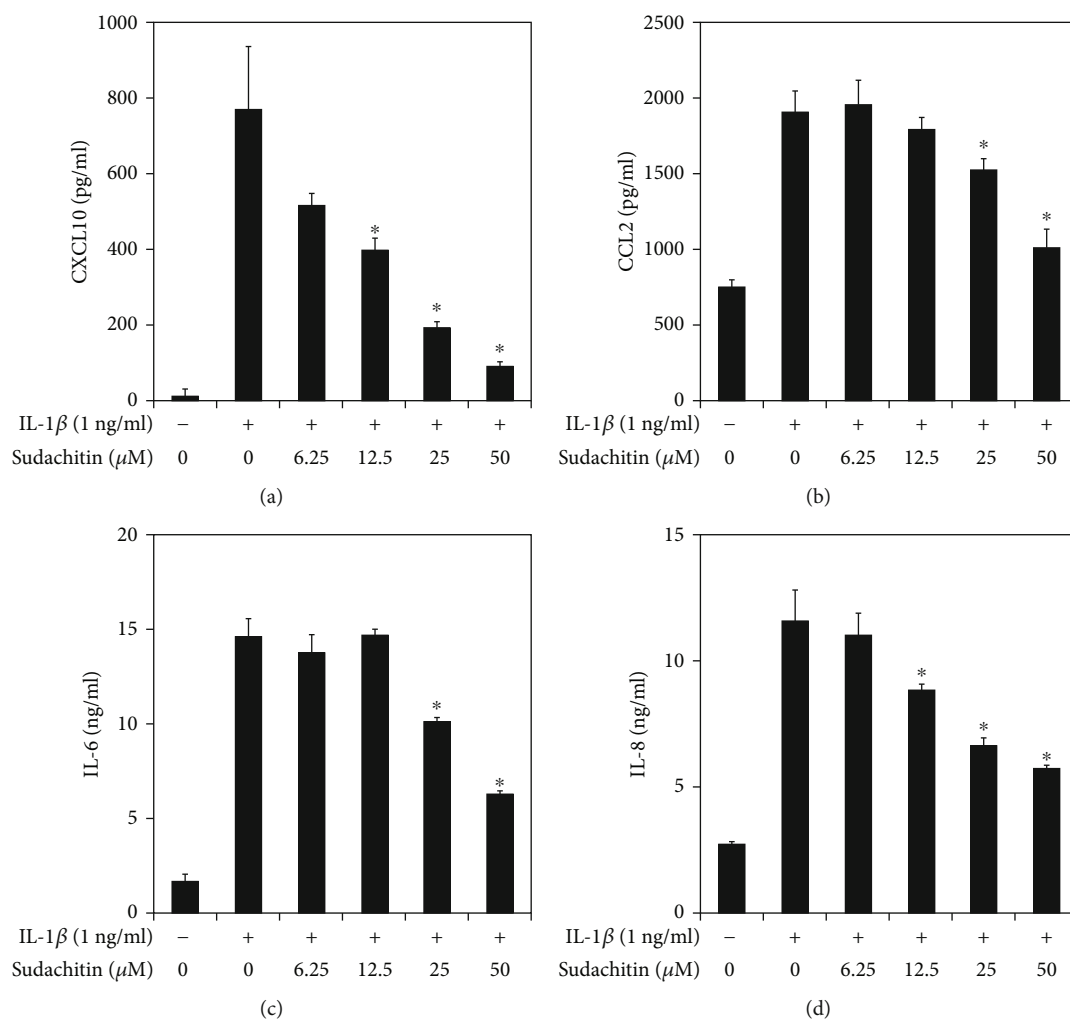 1000
800
600
400
200
0
CXCL10 (pg/ml)
* * *
IL-1β (1 ng/ml) − + + + + +
Sudachitin (μM) 0 0 6.25 12.5 25 50
(a)
2500
2000
1500
1000
500
0
CCL2 (pg/ml)
* *
IL-1β (1 ng/ml) − + + + + +
Sudachitin (μM) 0 0 6.25 12.5 25 50
(b)
20
15
10
5
0
IL-6 (ng/ml)
* *
IL-1β (1 ng/ml) − + + + + +
Sudachitin (μM) 0 0 6.25 12.5 25 50
(c)
15
10
5
0
IL-8 (ng/ml)
* * *
IL-1β (1 ng/ml) − + + + + +
Sudachitin (μM) 0 0 6.25 12.5 25 50
(d)